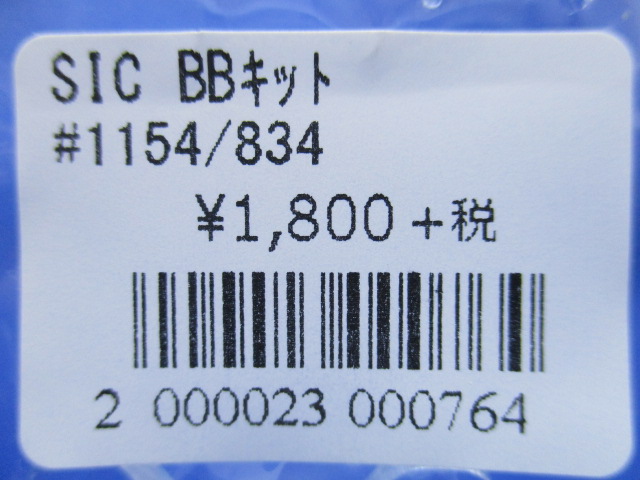 SIC BBｷｯﾄ
#1154/834
¥1,800＋税
2 000023 000764